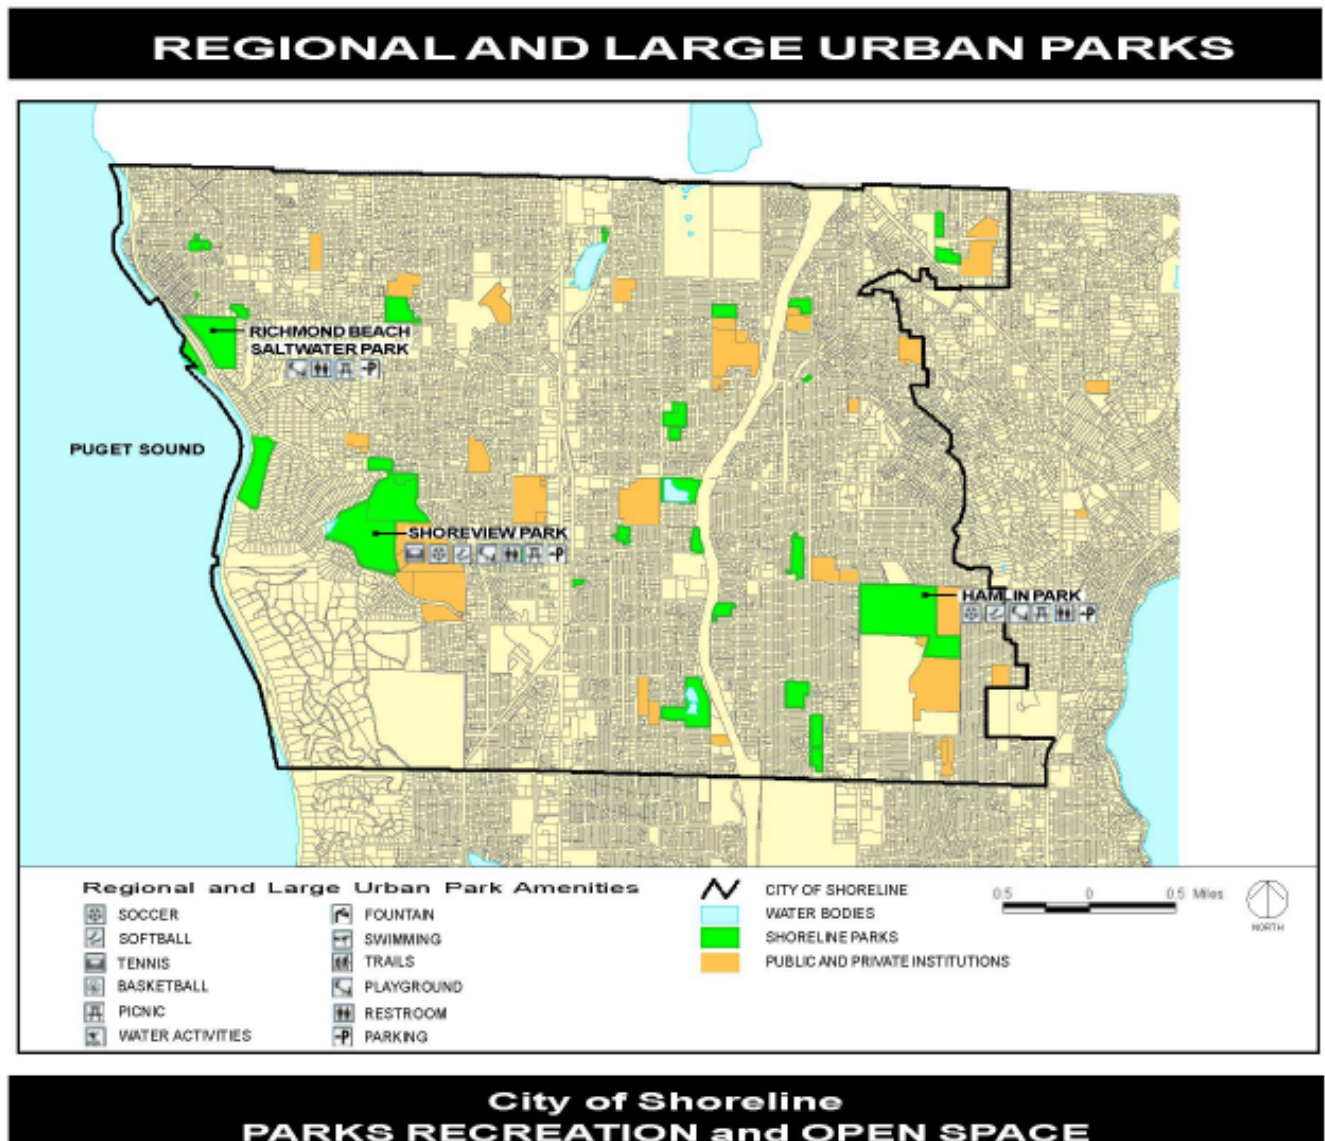 REGIONAL AND LARGE URBAN PARKS
RICHMOND BEACH
SALTWATER PARK
PUGET SOUND
SHOREVIEW PARK
HAMLIN PARK
Regional and Large Urban Park Amenities
SOCCER
SOFTBALL
TENNIS
BASKETBALL
PICNIC
WATER ACTIVITIES
FOUNTAIN
SWIMMING
TRAILS
PLAYGROUND
RESTROOM
PARKING
CITY OF SHORELINE
WATER BODIES
SHORELINE PARKS
PUBLIC AND PRIVATE INSTITUTIONS
0.5 0 0.5 Miles
NORTH
City of Shoreline
PARKS RECREATION and OPEN SPACE